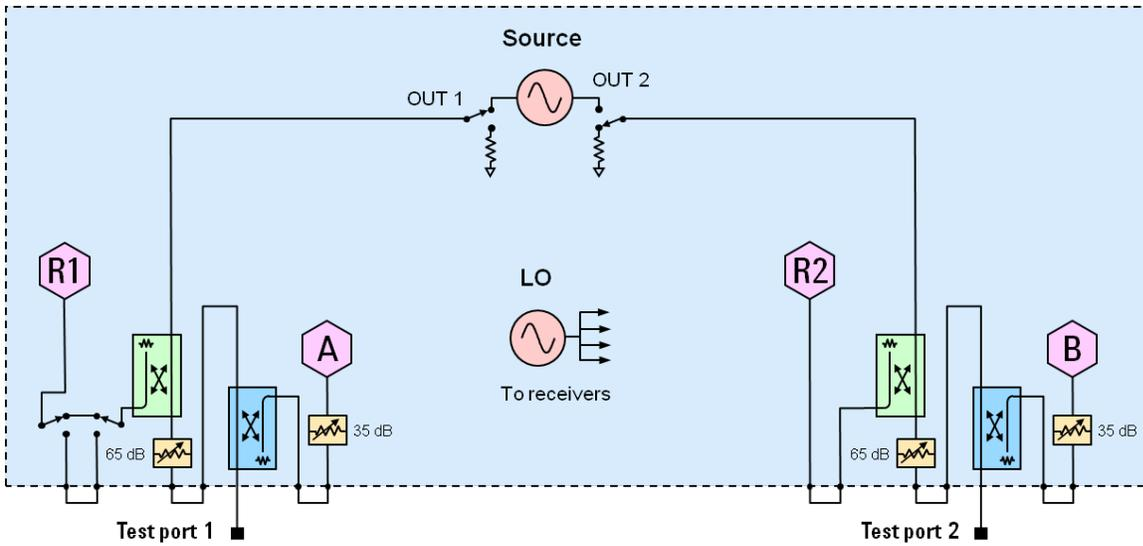 Source
OUT 1
OUT 2
R1
R2
LO
A
B
To receivers
35 dB
35 dB
65 dB
65 dB
Test port 1
Test port 2